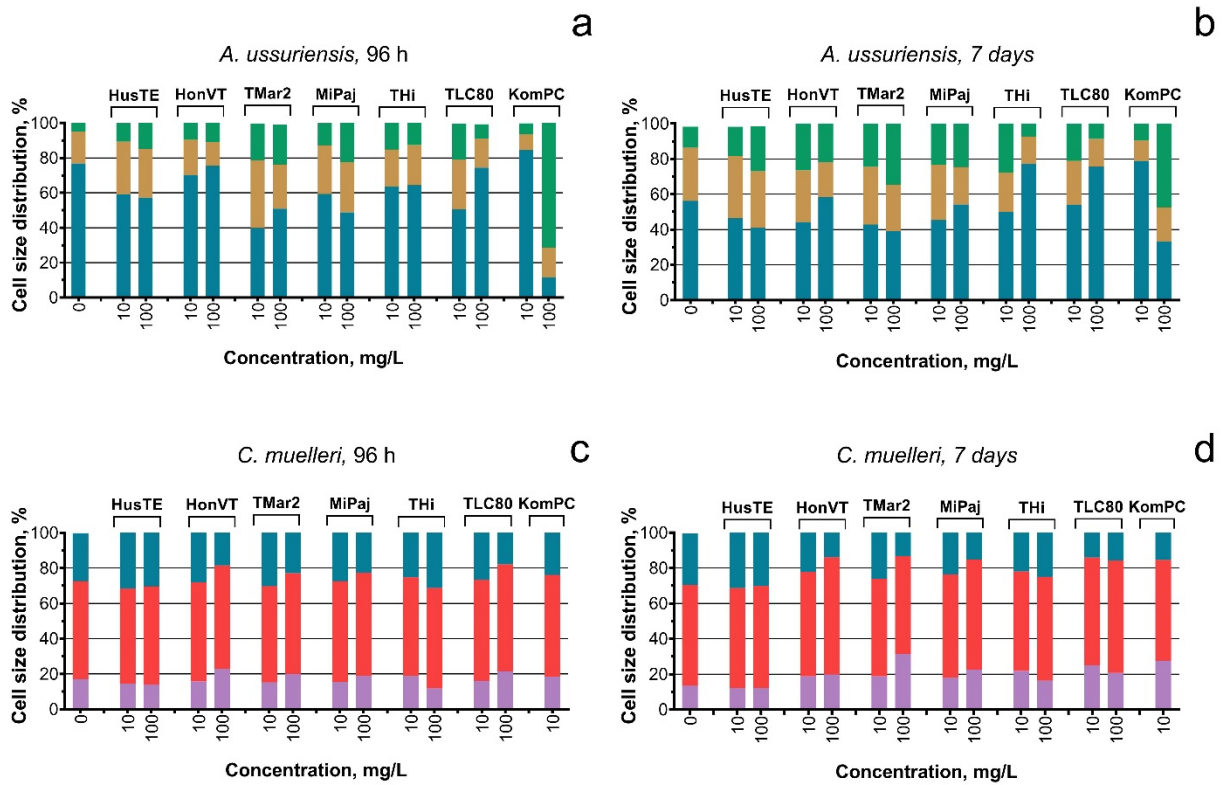 a
A. ussuriensis, 96 h
HusTE HonVT TMar2 MiPaj THi TLC80 KomPC
Cell size distribution, %
100
80
60
40
20
0
0 10 100 10 100 10 100 10 100 10 100 10 100 10 100
Concentration, mg/L
b
A. ussuriensis, 7 days
HusTE HonVT TMar2 MiPaj THi TLC80 KomPC
Cell size distribution, %
100
80
60
40
20
0
0 10 100 10 100 10 100 10 100 10 100 10 100 10 100
Concentration, mg/L
c
C. muelleri, 96 h
HusTE HonVT TMar2 MiPaj THi TLC80 KomPC
Cell size distribution, %
100
80
60
40
20
0
0 10 100 10 100 10 100 10 100 10 100 10 100 10
Concentration, mg/L
d
C. muelleri, 7 days
HusTE HonVT TMar2 MiPaj THi TLC80 KomPC
Cell size distribution, %
100
80
60
40
20
0
0 10 100 10 100 10 100 10 100 10 100 10 100 10
Concentration, mg/L